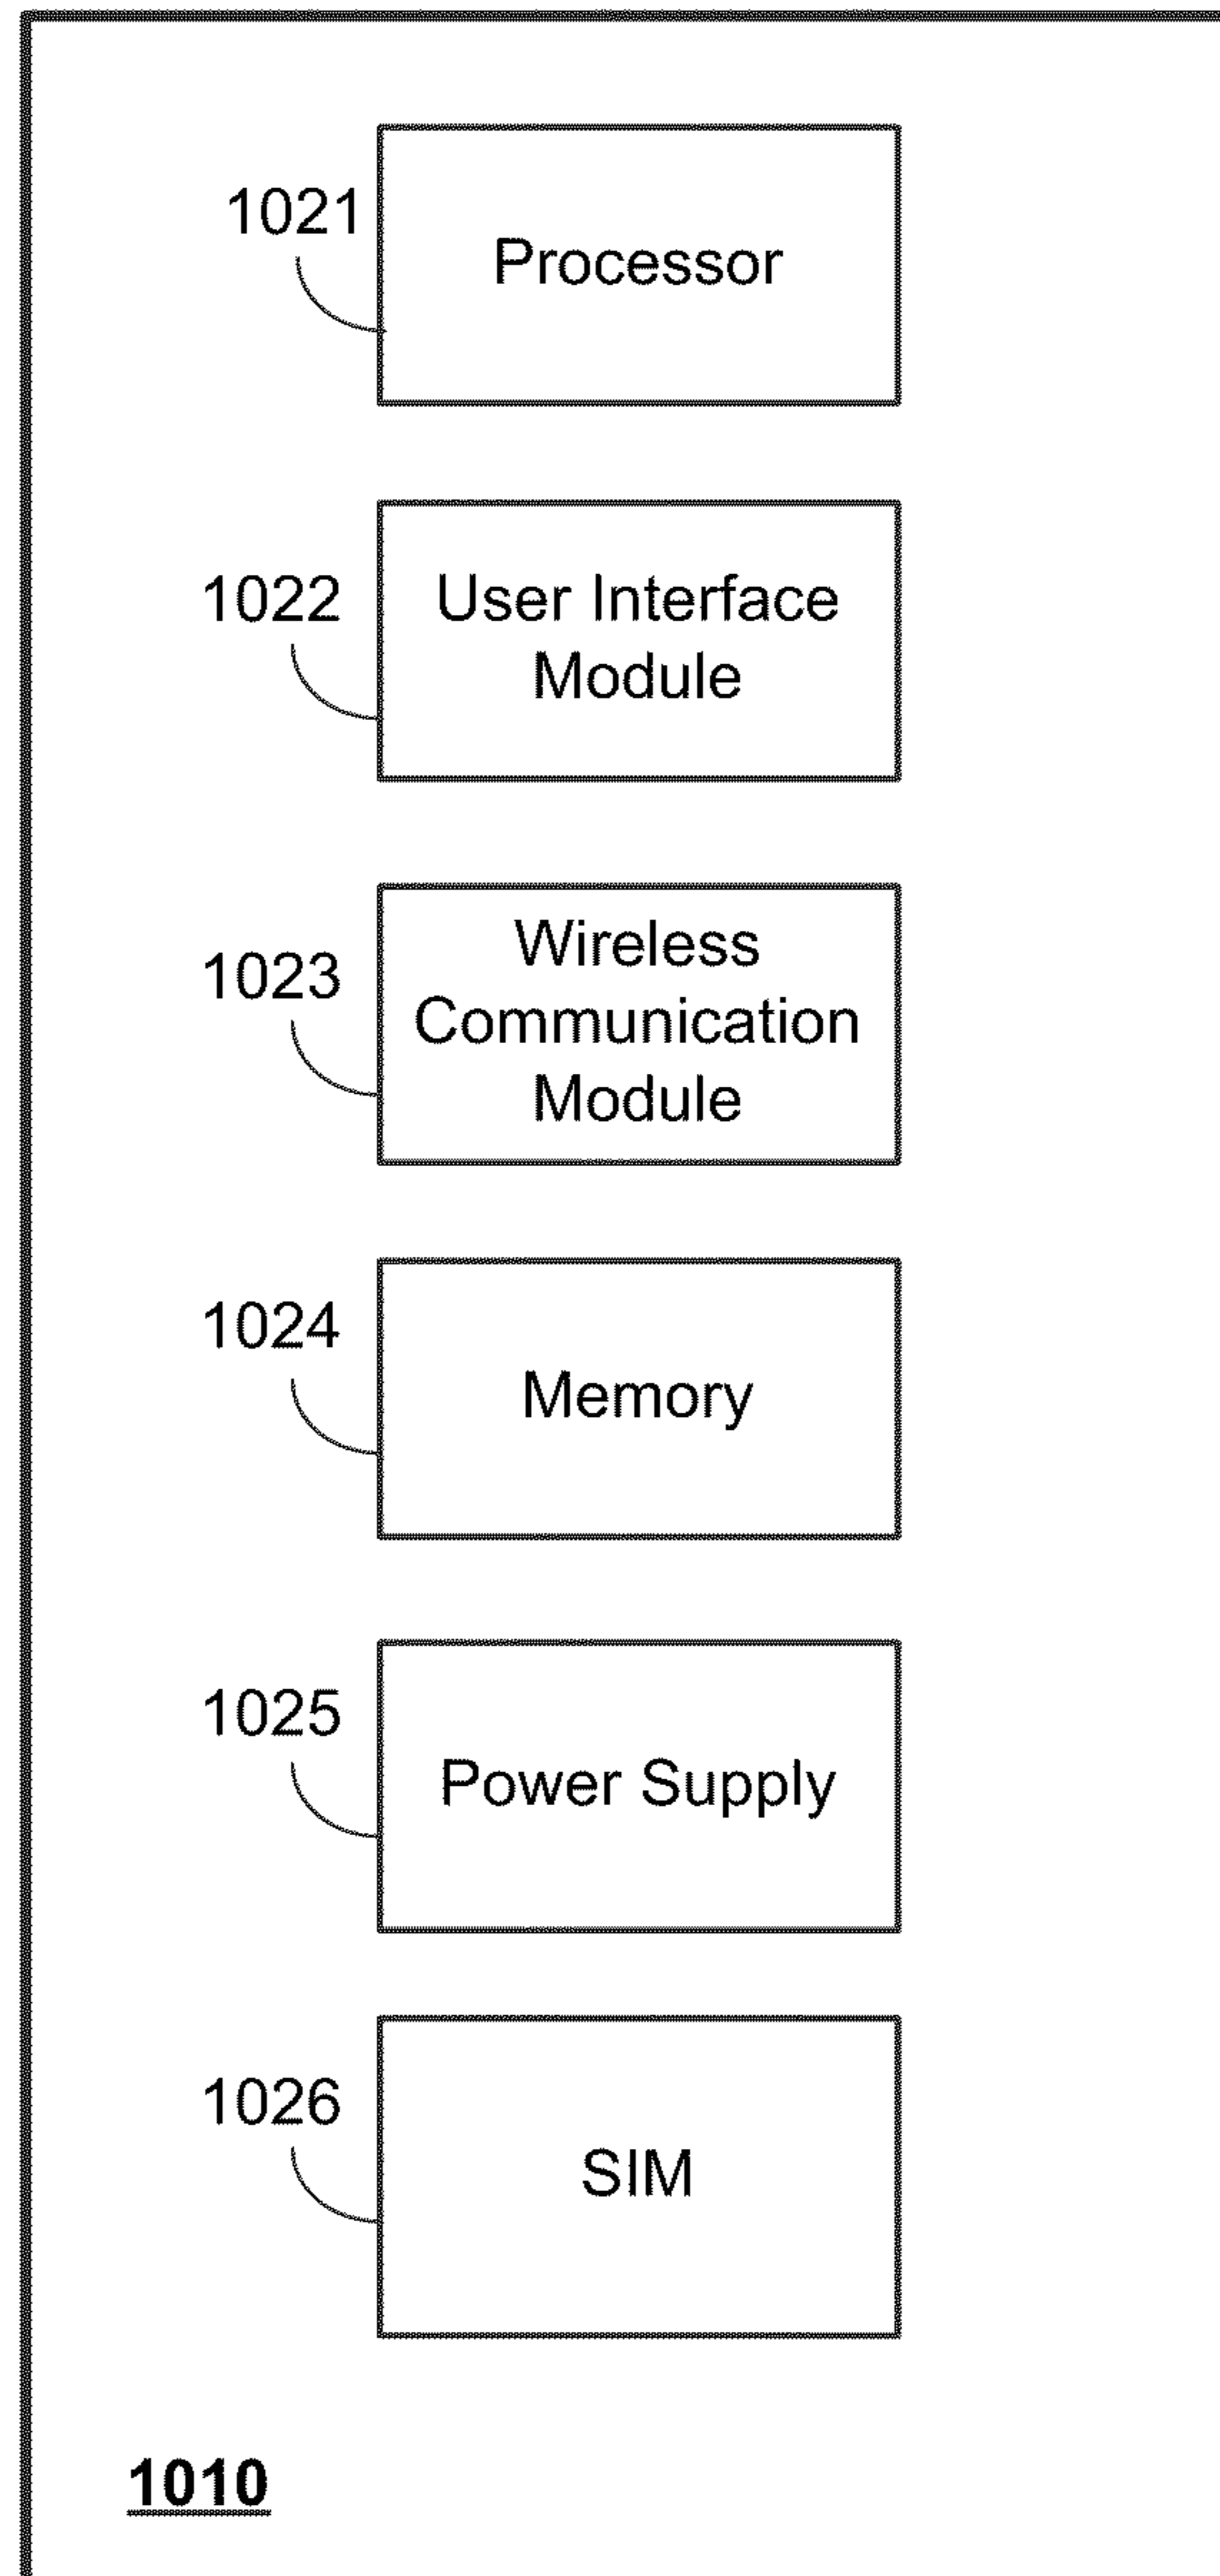 1021
Processor
1022
User Interface
Module
1023
Wireless
Communication
Module
1024
Memory
1025
Power Supply
1026
SIM
1010